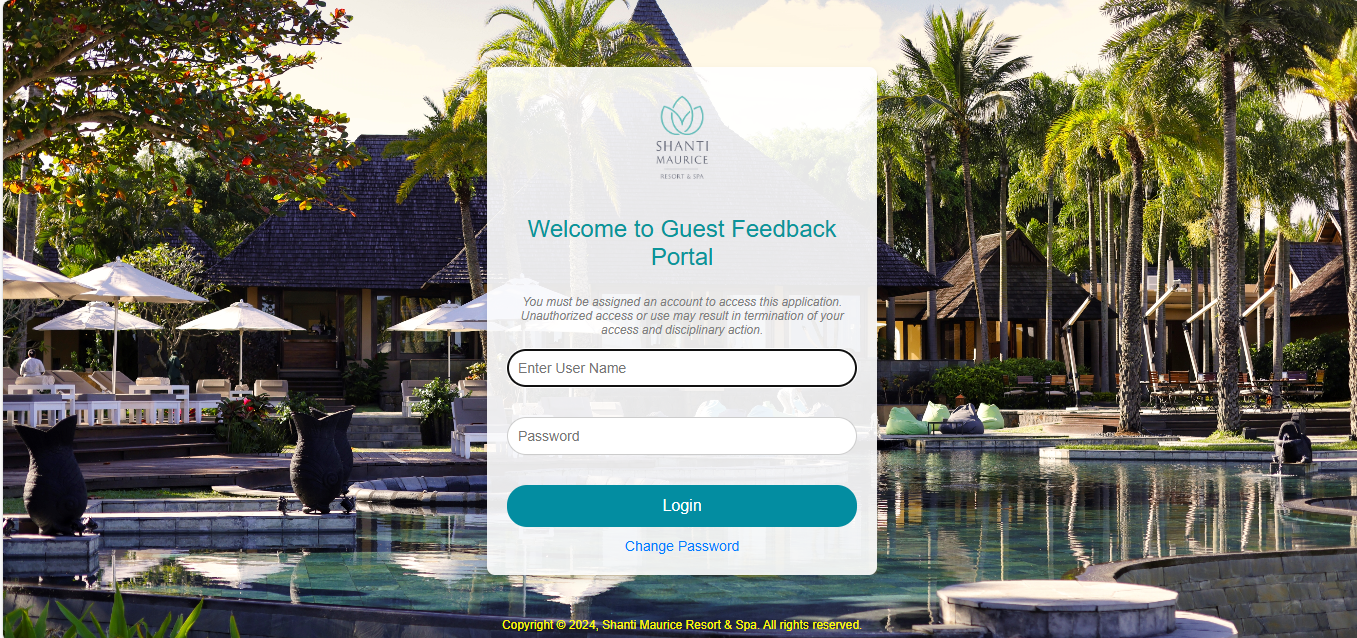 SHANTI
MAURICE
RESORT & SPA
Welcome to Guest Feedback
Portal
You must be assigned an account to access this application.
Unauthorized access or use may result in termination of your
access and disciplinary action.
Enter User Name
Password
Login
Change Password
Copyright © 2024, Shanti Maurice Resort & Spa. All rights reserved.